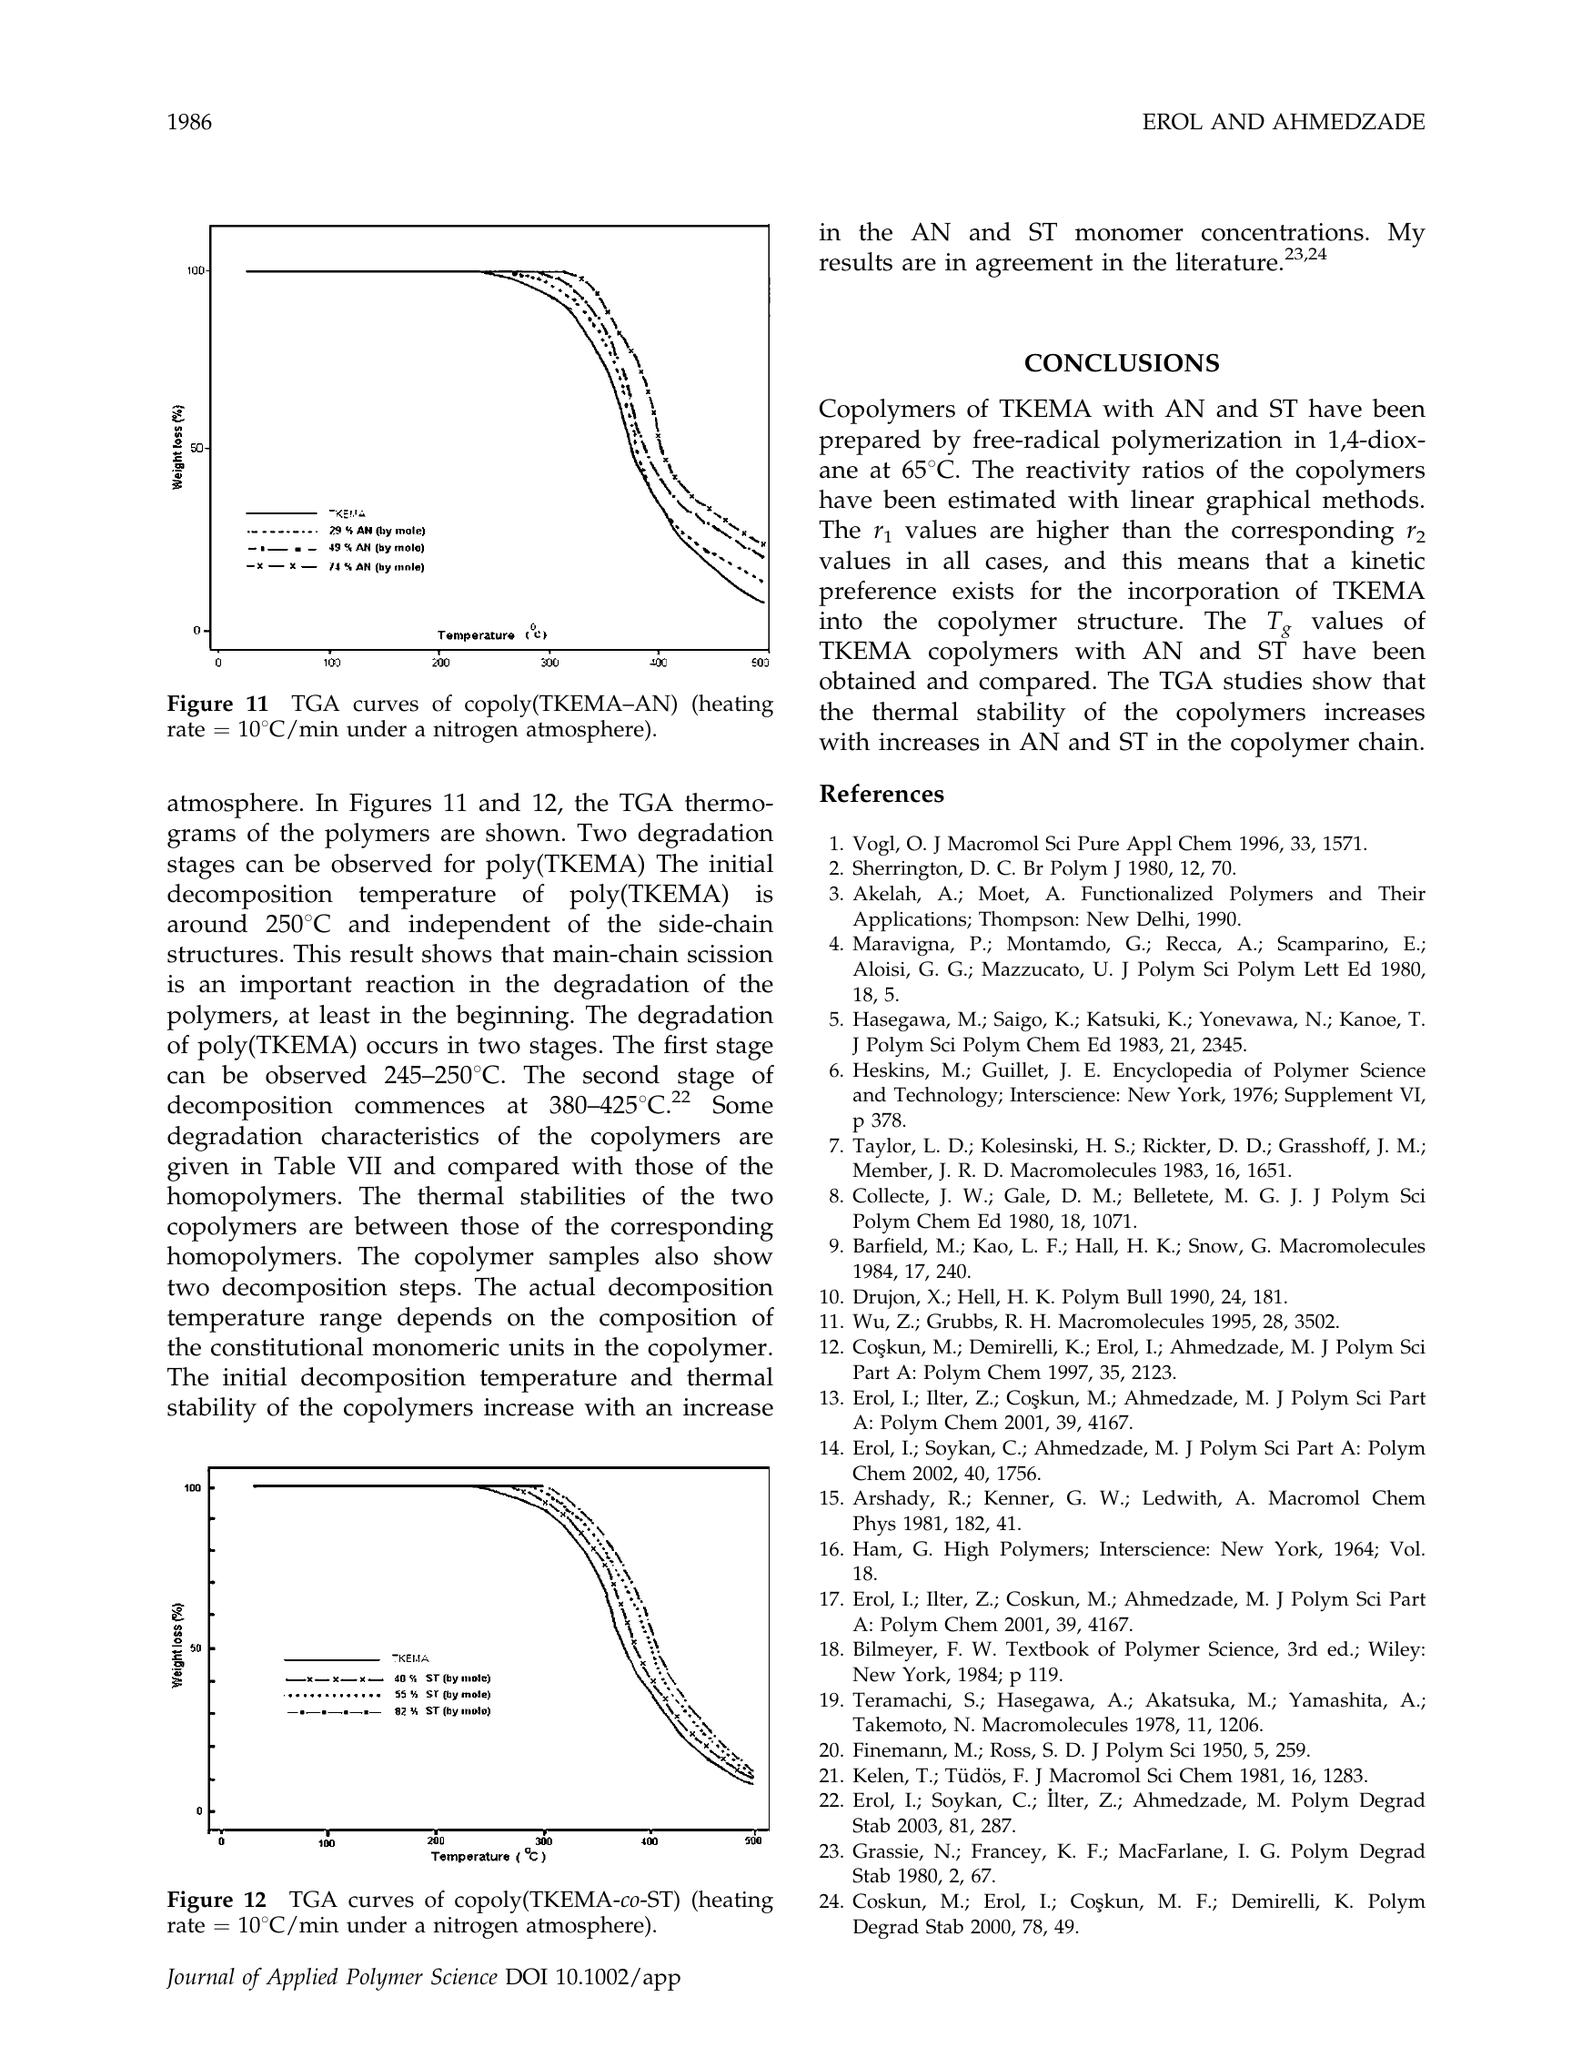 1986
EROL AND AHMEDZADE
100
50
0
Weight loss (%)
TKEMA
29 % AN (by mole)
49 % AN (by mole)
74 % AN (by mole)
Temperature (°C)
0 100 200 300 400 500
Figure 11 TGA curves of copoly(TKEMA–AN) (heating
rate = 10°C/min under a nitrogen atmosphere).
atmosphere. In Figures 11 and 12, the TGA thermo-
grams of the polymers are shown. Two degradation
stages can be observed for poly(TKEMA) The initial
decomposition temperature of poly(TKEMA) is
around 250°C and independent of the side-chain
structures. This result shows that main-chain scission
is an important reaction in the degradation of the
polymers, at least in the beginning. The degradation
of poly(TKEMA) occurs in two stages. The first stage
can be observed 245–250°C. The second stage of
decomposition commences at 380–425°C.22 Some
degradation characteristics of the copolymers are
given in Table VII and compared with those of the
homopolymers. The thermal stabilities of the two
copolymers are between those of the corresponding
homopolymers. The copolymer samples also show
two decomposition steps. The actual decomposition
temperature range depends on the composition of
the constitutional monomeric units in the copolymer.
The initial decomposition temperature and thermal
stability of the copolymers increase with an increase
100
50
0
Weight loss (%)
TKEMA
40 % ST (by mole)
55 % ST (by mole)
82 % ST (by mole)
0 100 200 300 400 500
Temperature (°C)
Figure 12 TGA curves of copoly(TKEMA-co-ST) (heating
rate = 10°C/min under a nitrogen atmosphere).
in the AN and ST monomer concentrations. My
results are in agreement in the literature.23,24
CONCLUSIONS
Copolymers of TKEMA with AN and ST have been
prepared by free-radical polymerization in 1,4-diox-
ane at 65°C. The reactivity ratios of the copolymers
have been estimated with linear graphical methods.
The r1 values are higher than the corresponding r2
values in all cases, and this means that a kinetic
preference exists for the incorporation of TKEMA
into the copolymer structure. The Tg values of
TKEMA copolymers with AN and ST have been
obtained and compared. The TGA studies show that
the thermal stability of the copolymers increases
with increases in AN and ST in the copolymer chain.
References
1. Vogl, O. J Macromol Sci Pure Appl Chem 1996, 33, 1571.
2. Sherrington, D. C. Br Polym J 1980, 12, 70.
3. Akelah, A.; Moet, A. Functionalized Polymers and Their
Applications; Thompson: New Delhi, 1990.
4. Maravigna, P.; Montamdo, G.; Recca, A.; Scamparino, E.;
Aloisi, G. G.; Mazzucato, U. J Polym Sci Polym Lett Ed 1980,
18, 5.
5. Hasegawa, M.; Saigo, K.; Katsuki, K.; Yonevawa, N.; Kanoe, T.
J Polym Sci Polym Chem Ed 1983, 21, 2345.
6. Heskins, M.; Guillet, J. E. Encyclopedia of Polymer Science
and Technology; Interscience: New York, 1976; Supplement VI,
p 378.
7. Taylor, L. D.; Kolesinski, H. S.; Rickter, D. D.; Grasshoff, J. M.;
Member, J. R. D. Macromolecules 1983, 16, 1651.
8. Collecte, J. W.; Gale, D. M.; Belletete, M. G. J. J Polym Sci
Polym Chem Ed 1980, 18, 1071.
9. Barfield, M.; Kao, L. F.; Hall, H. K.; Snow, G. Macromolecules
1984, 17, 240.
10. Drujon, X.; Hell, H. K. Polym Bull 1990, 24, 181.
11. Wu, Z.; Grubbs, R. H. Macromolecules 1995, 28, 3502.
12. Coşkun, M.; Demirelli, K.; Erol, I.; Ahmedzade, M. J Polym Sci
Part A: Polym Chem 1997, 35, 2123.
13. Erol, I.; Ilter, Z.; Coşkun, M.; Ahmedzade, M. J Polym Sci Part
A: Polym Chem 2001, 39, 4167.
14. Erol, I.; Soykan, C.; Ahmedzade, M. J Polym Sci Part A: Polym
Chem 2002, 40, 1756.
15. Arshady, R.; Kenner, G. W.; Ledwith, A. Macromol Chem
Phys 1981, 182, 41.
16. Ham, G. High Polymers; Interscience: New York, 1964; Vol.
18.
17. Erol, I.; Ilter, Z.; Coskun, M.; Ahmedzade, M. J Polym Sci Part
A: Polym Chem 2001, 39, 4167.
18. Bilmeyer, F. W. Textbook of Polymer Science, 3rd ed.; Wiley:
New York, 1984; p 119.
19. Teramachi, S.; Hasegawa, A.; Akatsuka, M.; Yamashita, A.;
Takemoto, N. Macromolecules 1978, 11, 1206.
20. Finemann, M.; Ross, S. D. J Polym Sci 1950, 5, 259.
21. Kelen, T.; Tüdös, F. J Macromol Sci Chem 1981, 16, 1283.
22. Erol, I.; Soykan, C.; İlter, Z.; Ahmedzade, M. Polym Degrad
Stab 2003, 81, 287.
23. Grassie, N.; Francey, K. F.; MacFarlane, I. G. Polym Degrad
Stab 1980, 2, 67.
24. Coskun, M.; Erol, I.; Coşkun, M. F.; Demirelli, K. Polym
Degrad Stab 2000, 78, 49.
Journal of Applied Polymer Science DOI 10.1002/app